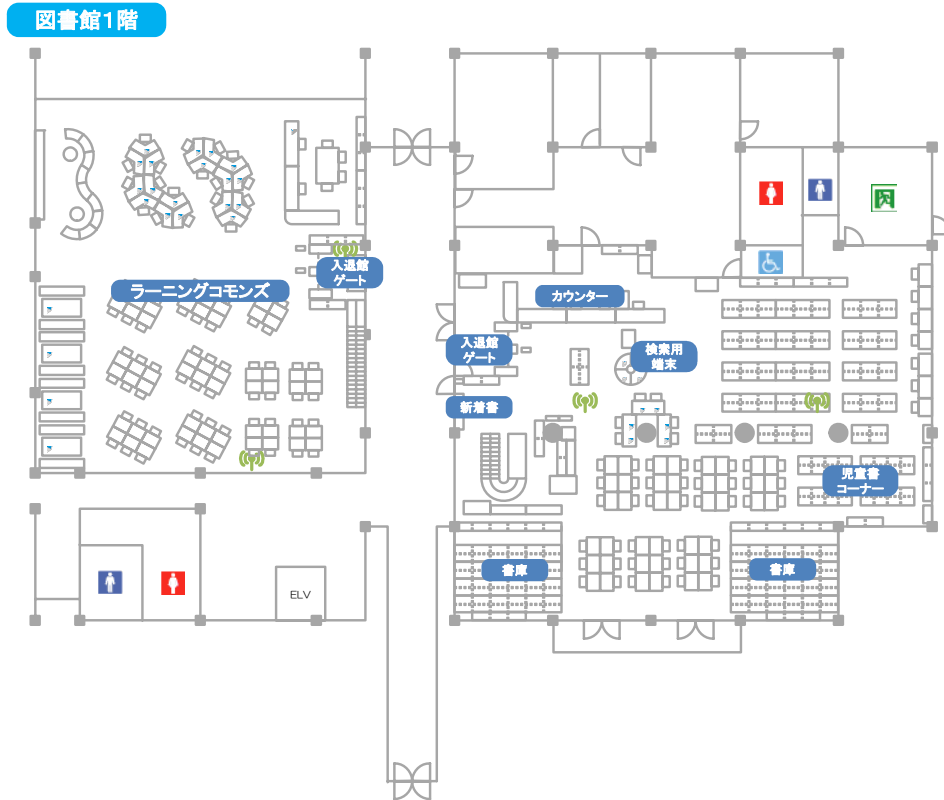 図書館1階
入退館
ゲート
ラーニングコモンズ
カウンター
入退館
ゲート
検索用
端末
新着書
児童書
コーナー
書庫
書庫
ELV